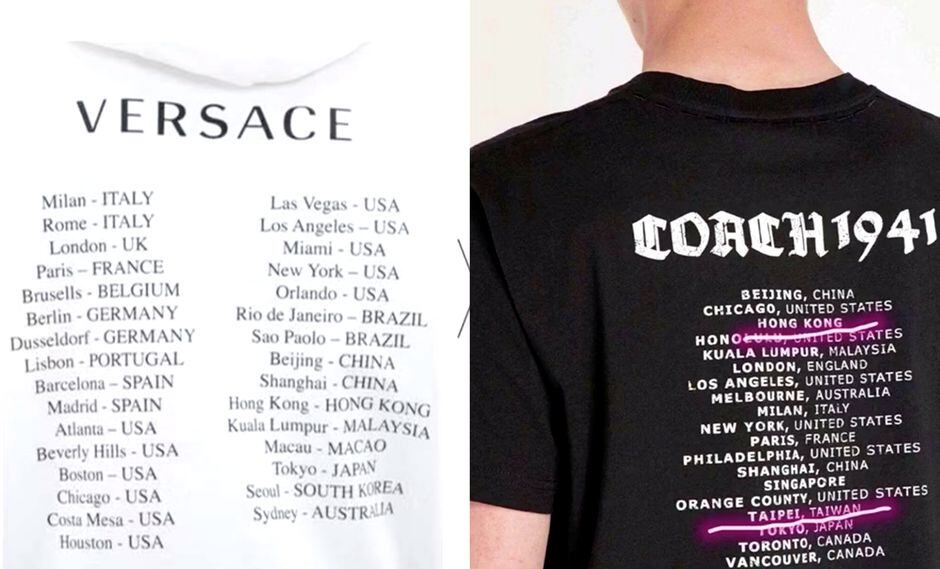 VERSACE
Milan - ITALY
Rome - ITALY
London - UK
Paris – FRANCE
Brusells - BELGIUM
Berlin - GERMANY
Dusseldorf - GERMANY
Lisbon - PORTUGAL
Barcelona – SPAIN
Madrid - SPAIN
Atlanta – USA
Beverly Hills - USA
Boston – USA
Chicago - USA
Costa Mesa - USA
Houston - USA
Las Vegas - USA
Los Angeles – USA
Miami - USA
New York – USA
Orlando - USA
Rio de Janeiro – BRAZIL
Sao Paolo – BRAZIL
Beijing - CHINA
Shanghai - CHINA
Hong Kong - HONG KONG
Kuala Lumpur - MALAYSIA
Macau - MACAO
Tokyo - JAPAN
Seoul - SOUTH KOREA
Sydney - AUSTRALIA
COACH 1941
BEIJING, CHINA
CHICAGO, UNITED STATES
HONG KONG
HONOLULU, UNITED STATES
KUALA LUMPUR, MALAYSIA
LONDON, ENGLAND
LOS ANGELES, UNITED STATES
MELBOURNE, AUSTRALIA
MILAN, ITALY
NEW YORK, UNITED STATES
PARIS, FRANCE
PHILADELPHIA, UNITED STATES
SHANGHAI, CHINA
SINGAPORE
ORANGE COUNTY, UNITED STATES
TAIPEI, TAIWAN
TOKYO, JAPAN
TORONTO, CANADA
VANCOUVER, CANADA